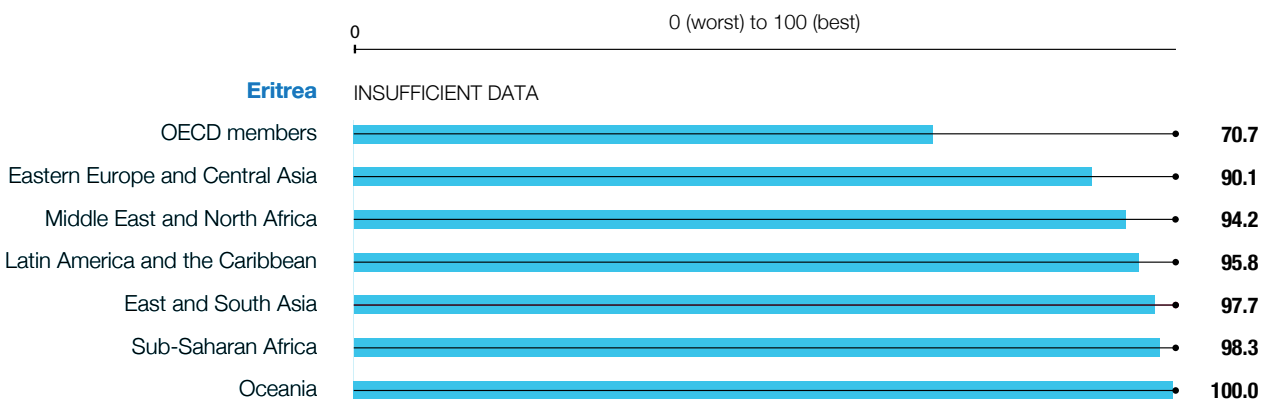 0 (worst) to 100 (best)
0
Eritrea INSUFFICIENT DATA
OECD members 70.7
Eastern Europe and Central Asia 90.1
Middle East and North Africa 94.2
Latin America and the Caribbean 95.8
East and South Asia 97.7
Sub-Saharan Africa 98.3
Oceania 100.0